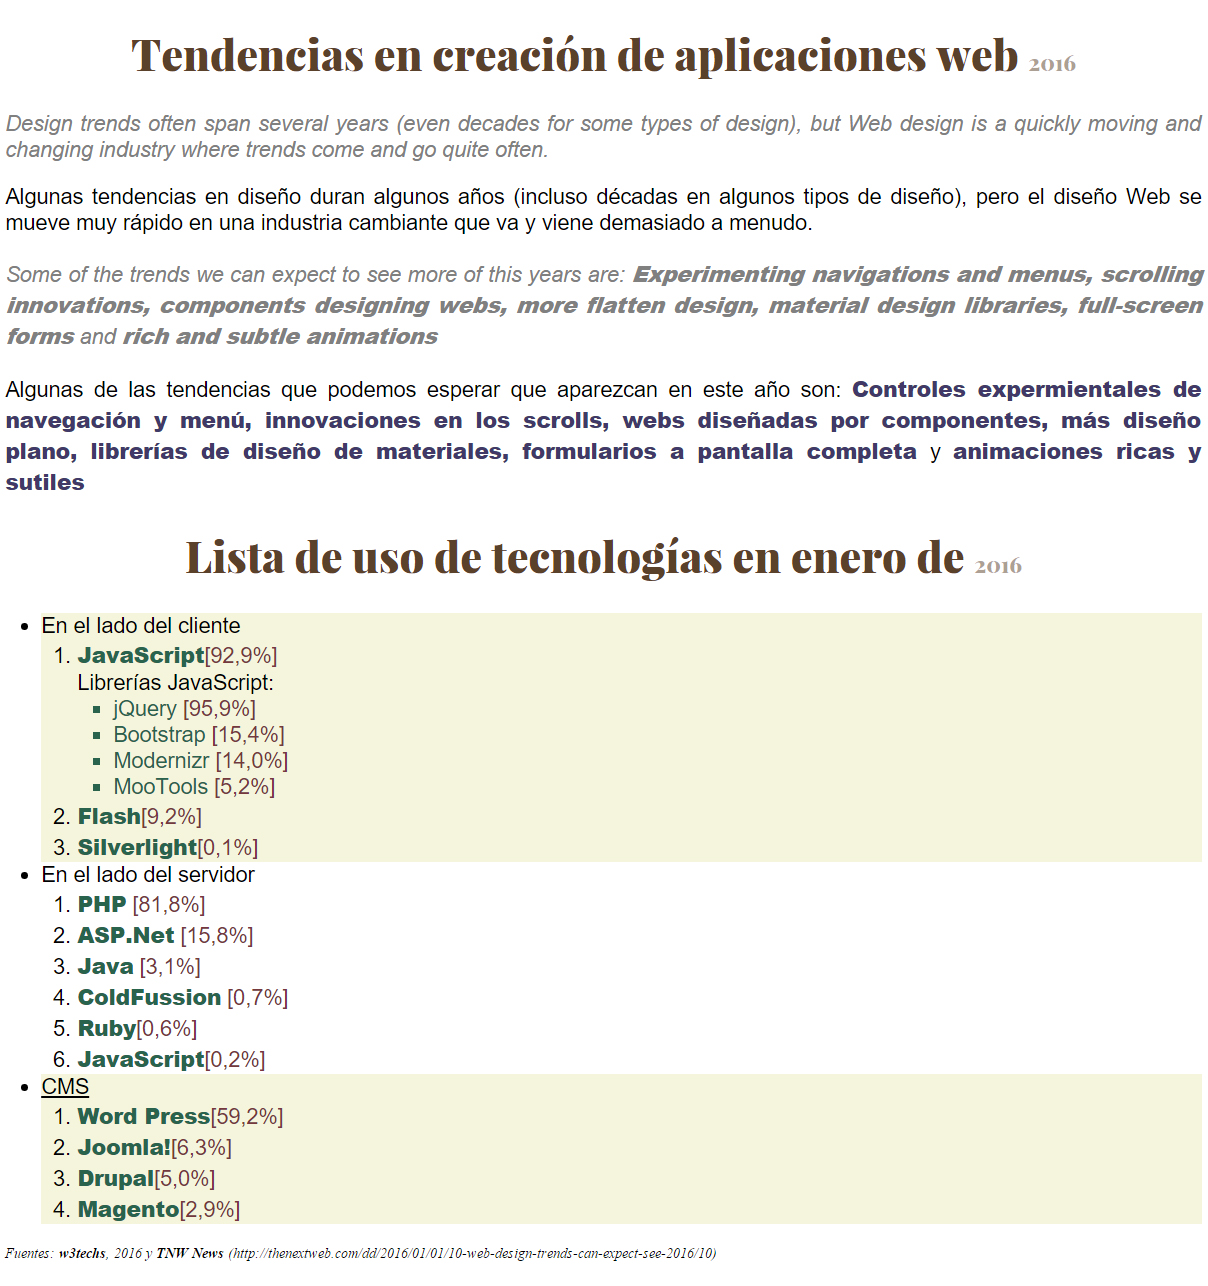 Tendencias en creación de aplicaciones web 2016
Design trends often span several years (even decades for some types of design), but Web design is a quickly moving and
changing industry where trends come and go quite often.
Algunas tendencias en diseño duran algunos años (incluso décadas en algunos tipos de diseño), pero el diseño Web se
mueve muy rápido en una industria cambiante que va y viene demasiado a menudo.
Some of the trends we can expect to see more of this years are: Experimenting navigations and menus, scrolling
innovations, components designing webs, more flatten design, material design libraries, full-screen
forms and rich and subtle animations
Algunas de las tendencias que podemos esperar que aparezcan en este año son: Controles expermientales de
navegación y menú, innovaciones en los scrolls, webs diseñadas por componentes, más diseño
plano, librerías de diseño de materiales, formularios a pantalla completa y animaciones ricas y
sutiles
Lista de uso de tecnologías en enero de 2016
• En el lado del cliente
1. JavaScript[92,9%]
Librerías JavaScript:
▪ jQuery [95,9%]
▪ Bootstrap [15,4%]
▪ Modernizr [14,0%]
▪ MooTools [5,2%]
2. Flash[9,2%]
3. Silverlight[0,1%]
• En el lado del servidor
1. PHP [81,8%]
2. ASP.Net [15,8%]
3. Java [3,1%]
4. ColdFussion [0,7%]
5. Ruby[0,6%]
6. JavaScript[0,2%]
• CMS
1. Word Press[59,2%]
2. Joomla![6,3%]
3. Drupal[5,0%]
4. Magento[2,9%]
Fuentes: w3techs, 2016 y TNW News (http://thenextweb.com/dd/2016/01/01/10-web-design-trends-can-expect-see-2016/10)